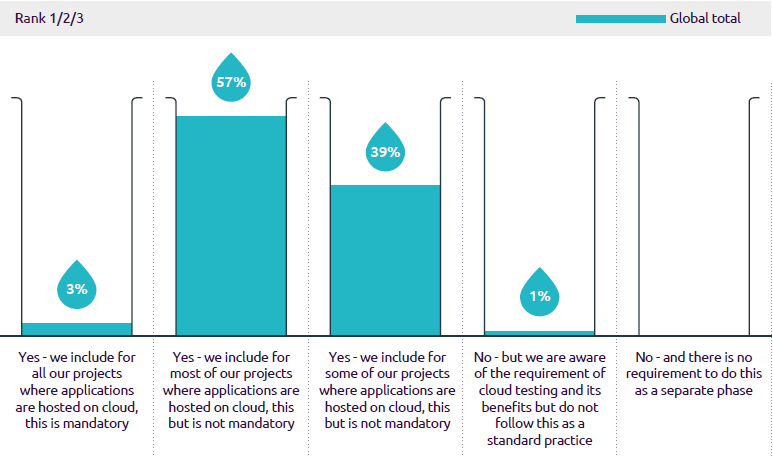 Rank 1/2/3
Global total
3%
57%
39%
1%
Yes - we include for
all our projects
where applications
are hosted on cloud,
this is mandatory
Yes - we include for
most of our projects
where applications are
hosted on cloud, this
but is not mandatory
Yes - we include for
some of our projects
where applications are
hosted on cloud, this
but is not mandatory
No - but we are aware
of the requirement of
cloud testing and its
benefits but do not
follow this as a
standard practice
No - and there is no
requirement to do this
as a separate phase